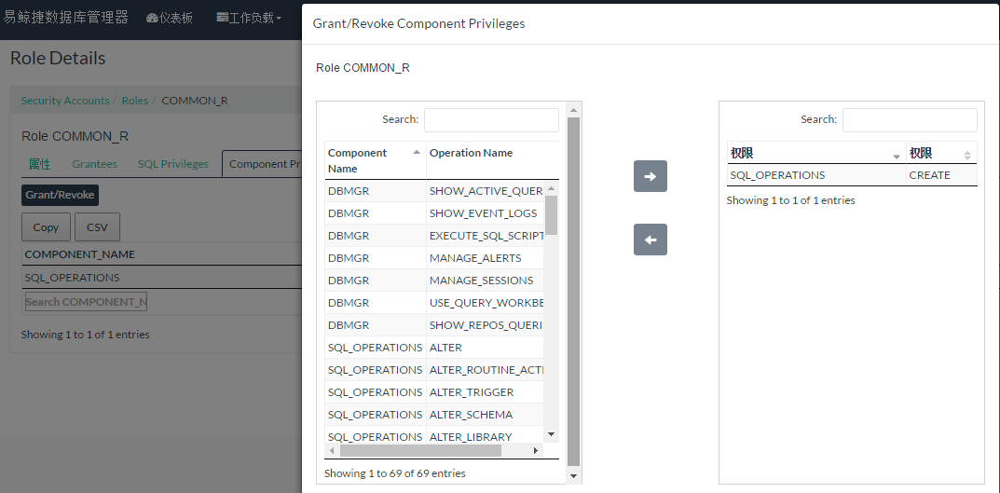 易鲸捷数据库管理器
仪表板
工作负载
Role Details
Security Accounts / Roles / COMMON_R
Role COMMON_R
属性
Grantees
SQL Privileges
Component Pr
Grant/Revoke
Copy
CSV
COMPONENT_NAME
SQL_OPERATIONS
Search COMPONENT_N
Showing 1 to 1 of 1 entries
Grant/Revoke Component Privileges
Role COMMON_R
Search:
Component Name
Operation Name
DBMGR SHOW_ACTIVE_QUER
DBMGR SHOW_EVENT_LOGS
DBMGR EXECUTE_SQL_SCRIPT
DBMGR MANAGE_ALERTS
DBMGR MANAGE_SESSIONS
DBMGR USE_QUERY_WORKBE
DBMGR SHOW_REPOS_QUERI
SQL_OPERATIONS ALTER
SQL_OPERATIONS ALTER_ROUTINE_ACTI
SQL_OPERATIONS ALTER_TRIGGER
SQL_OPERATIONS ALTER_SCHEMA
SQL_OPERATIONS ALTER_LIBRARY
Showing 1 to 69 of 69 entries
Search:
权限 权限
SQL_OPERATIONS CREATE
Showing 1 to 1 of 1 entries